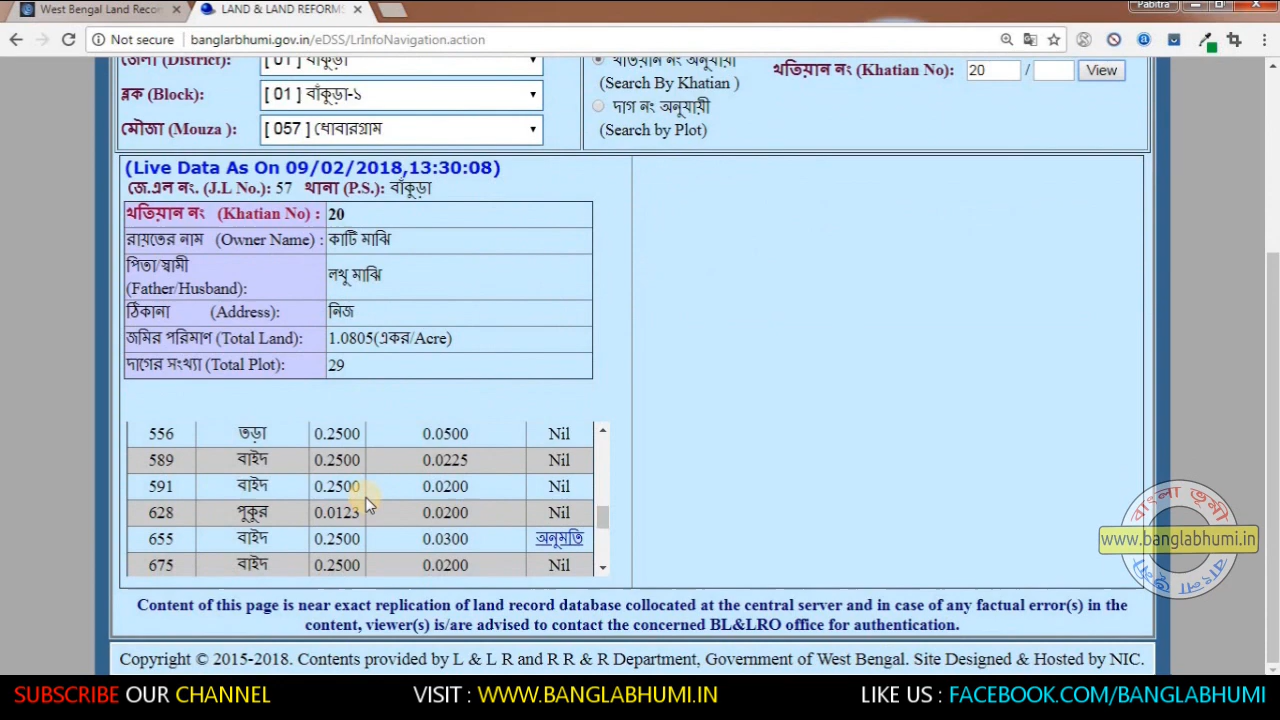 West Bengal Land Recor
LAND & LAND REFORMS
Pabitra
Not secure | banglarbhumi.gov.in/eDSS/LrInfoNavigation.action
জেলা (District): [ 01 ] বাঁকুড়া
খতিয়ান নং অনুযায়ী
(Search By Khatian )
খতিয়ান নং (Khatian No): 20 / View
ব্লক (Block): [ 01 ] বাঁকুড়া-১
দাগ নং অনুযায়ী
(Search by Plot)
মৌজা (Mouza ): [ 057 ] ধোবারগ্রাম
(Live Data As On 09/02/2018,13:30:08)
জে.এল নং. (J.L No.): 57 থানা (P.S.): বাঁকুড়া
খতিয়ান নং (Khatian No) : 20
রায়তের নাম (Owner Name) : কাটি মাঝি
পিতা/স্বামী
(Father/Husband): লখু মাঝি
ঠিকানা (Address): নিজ
জমির পরিমাণ (Total Land): 1.0805(একর/Acre)
দাগের সংখ্যা (Total Plot): 29
556 তড়া 0.2500 0.0500 Nil
589 বাইদ 0.2500 0.0225 Nil
591 বাইদ 0.2500 0.0200 Nil
628 পুকুর 0.0123 0.0200 Nil
655 বাইদ 0.2500 0.0300 অনুমতি
675 বাইদ 0.2500 0.0200 Nil
বাংলা ভূমী
www.banglabhumi.in
Content of this page is near exact replication of land record database collocated at the central server and in case of any factual error(s) in the
content, viewer(s) is/are advised to contact the concerned BL&LRO office for authentication.
Copyright © 2015-2018. Contents provided by L & L R and R R & R Department, Government of West Bengal. Site Designed & Hosted by NIC.
SUBSCRIBE OUR CHANNEL VISIT : WWW.BANGLABHUMI.IN LIKE US : FACEBOOK.COM/BANGLABHUMI